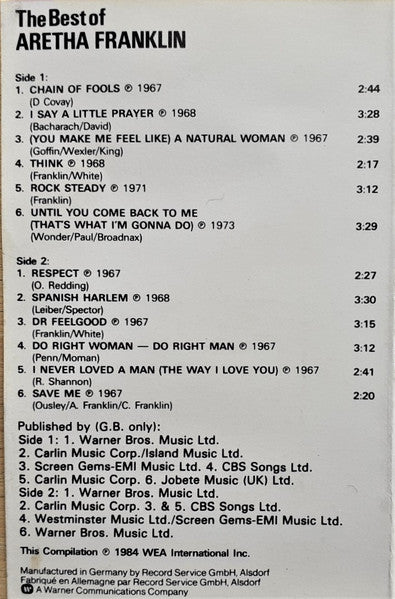 The Best of
ARETHA FRANKLIN
Side 1:
1. CHAIN OF FOOLS ℗ 1967 2:44
(D Covay)
2. I SAY A LITTLE PRAYER ℗ 1968 3:28
(Bacharach/David)
3. (YOU MAKE ME FEEL LIKE) A NATURAL WOMAN ℗ 1967 2:39
(Goffin/Wexler/King)
4. THINK ℗ 1968 2:17
(Franklin/White)
5. ROCK STEADY ℗ 1971 3:12
(Franklin)
6. UNTIL YOU COME BACK TO ME
(THAT'S WHAT I'M GONNA DO) ℗ 1973 3:29
(Wonder/Paul/Broadnax)
Side 2:
1. RESPECT ℗ 1967 2:27
(O. Redding)
2. SPANISH HARLEM ℗ 1968 3:30
(Leiber/Spector)
3. DR FEELGOOD ℗ 1967 3:15
(Franklin/White)
4. DO RIGHT WOMAN — DO RIGHT MAN ℗ 1967 3:12
(Penn/Moman)
5. I NEVER LOVED A MAN (THE WAY I LOVE YOU) ℗ 1967 2:41
(R. Shannon)
6. SAVE ME ℗ 1967 2:20
(Ousley/A. Franklin/C. Franklin)
Published by (G.B. only):
Side 1: 1. Warner Bros. Music Ltd.
2. Carlin Music Corp./Island Music Ltd.
3. Screen Gems-EMI Music Ltd. 4. CBS Songs Ltd.
5. Carlin Music Corp. 6. Jobete Music (UK) Ltd.
Side 2: 1. Warner Bros. Music Ltd.
2. Carlin Music Corp. 3. & 5. CBS Songs Ltd.
4. Westminster Music Ltd./Screen Gems-EMI Music Ltd.
6. Warner Bros. Music Ltd.
This Compilation ℗ 1984 WEA International Inc.
Manufactured in Germany by Record Service GmbH, Alsdorf
Fabriqué en Allemagne par Record Service GmbH, Alsdorf
A Warner Communications Company